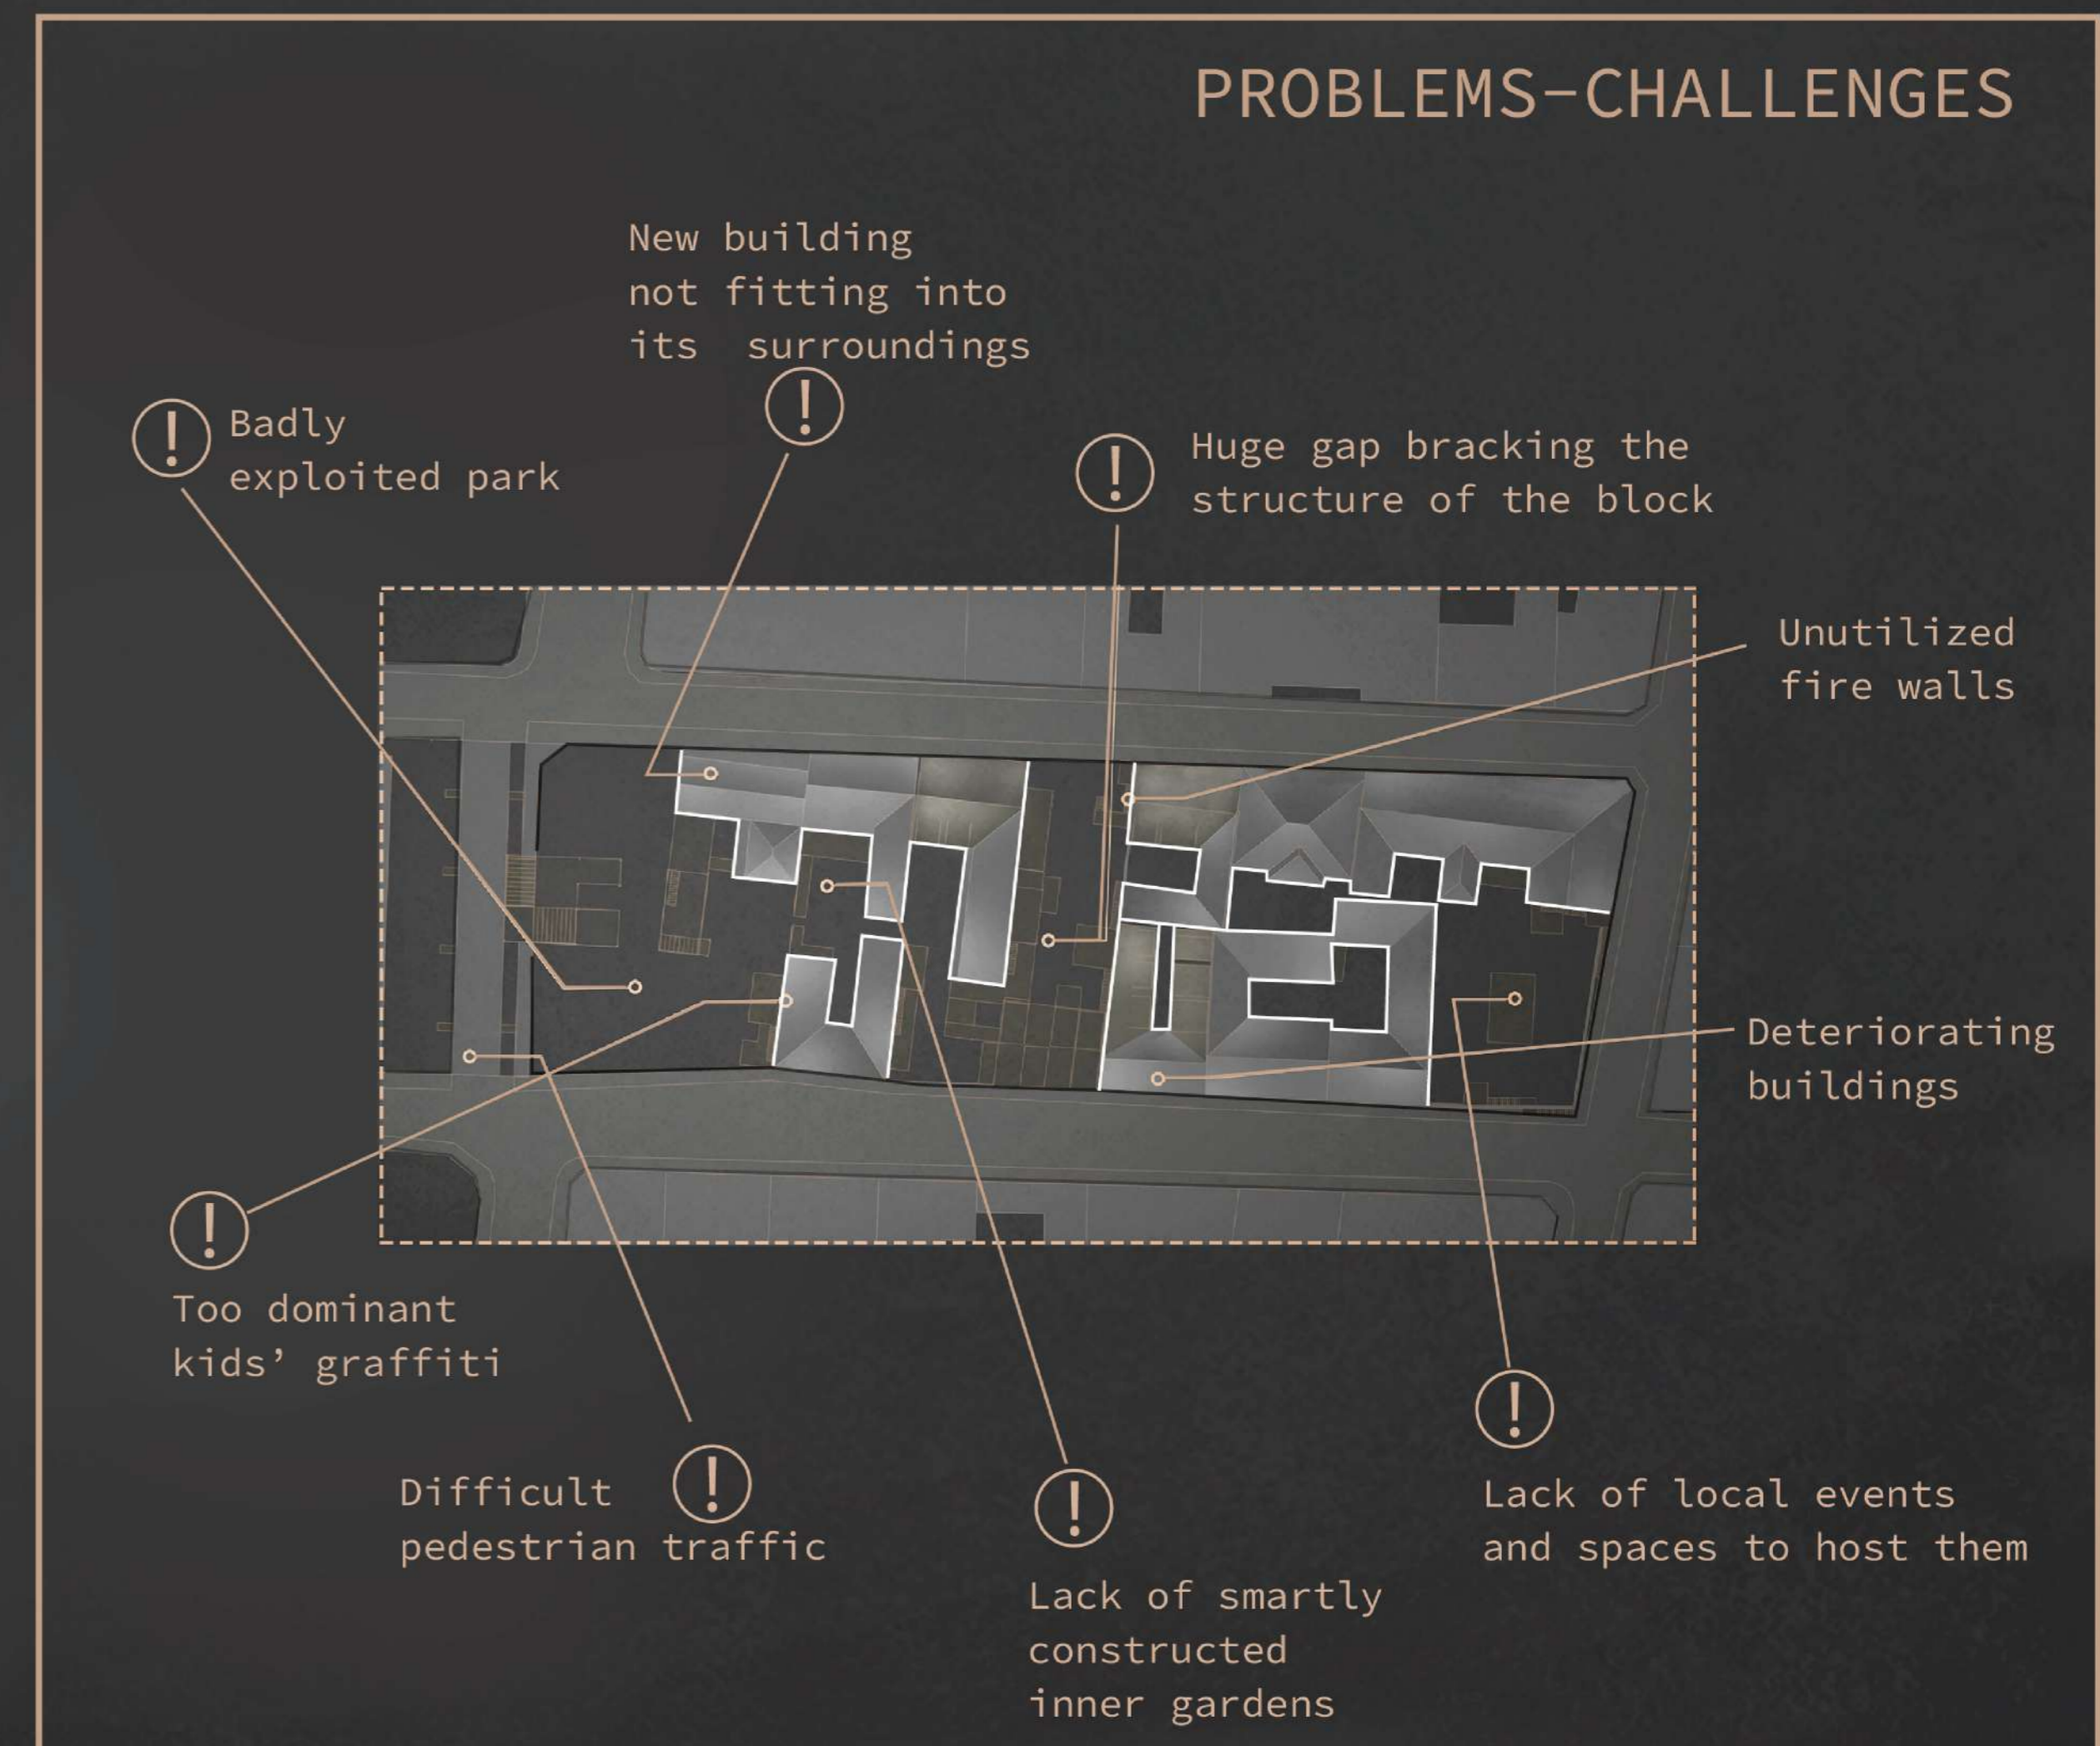 PROBLEMS-CHALLENGES
New building
not fitting into
its surroundings
!
! Badly
exploited park
! Huge gap bracking the
structure of the block
Unutilized
fire walls
Deteriorating
buildings
!
Too dominant
kids’ graffiti
Difficult !
pedestrian traffic
!
Lack of smartly
constructed
inner gardens
!
Lack of local events
and spaces to host them